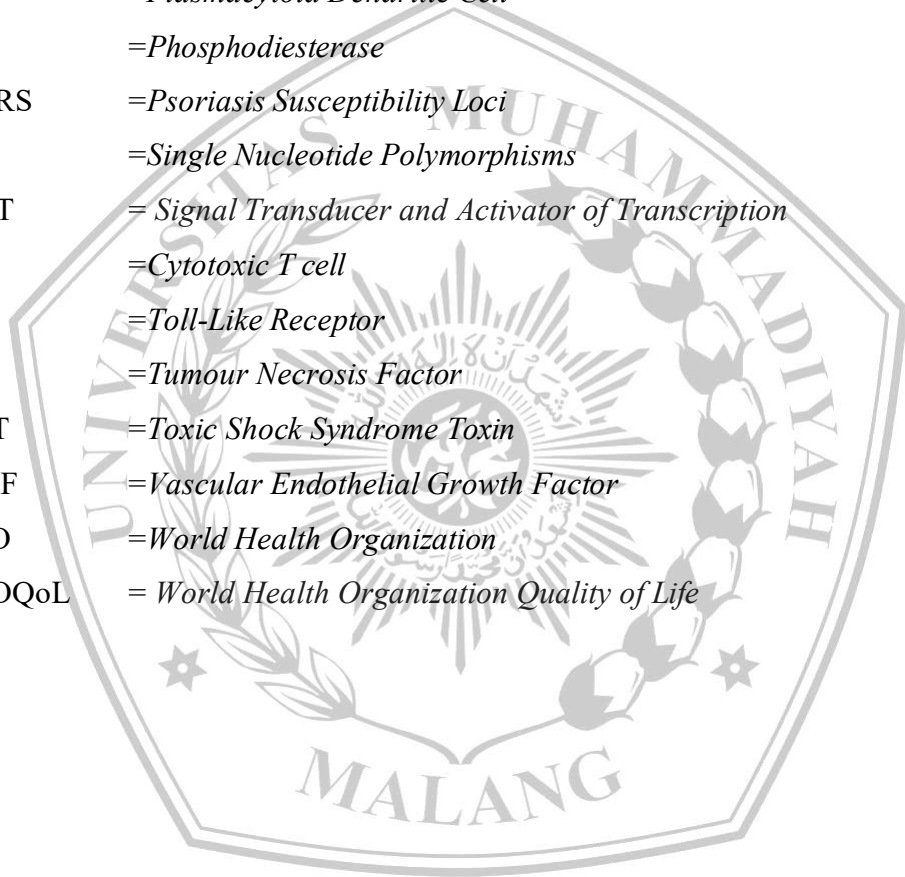 =Plasmacytoid Dendritic Cell
=Phosphodiesterase
RS =Psoriasis Susceptibility Loci
=Single Nucleotide Polymorphisms
T = Signal Transducer and Activator of Transcription
=Cytotoxic T cell
=Toll-Like Receptor
=Tumour Necrosis Factor
T =Toxic Shock Syndrome Toxin
F =Vascular Endothelial Growth Factor
O =World Health Organization
OQoL = World Health Organization Quality of Life
UNIVERSITAS MUHAMMADIYAH
MALANG